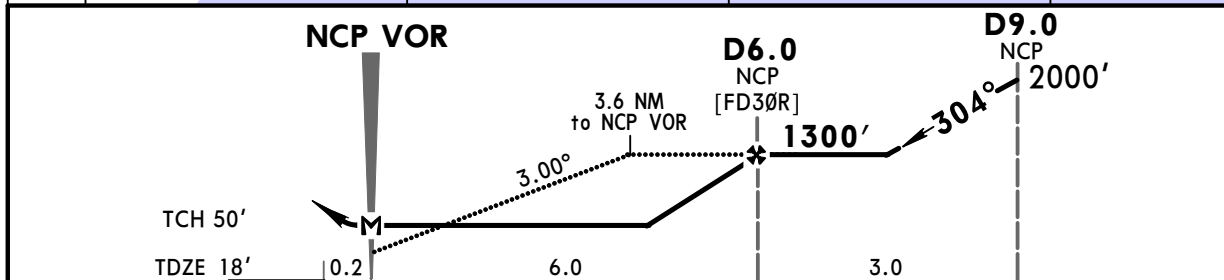 NCP VOR
D6.0
NCP
[FD3ØR]
D9.0
NCP
2000'
304°
1300'
3.6 NM
to NCP VOR
3.00°
M
TCH 50'
TDZE 18'
0.2
6.0
3.0